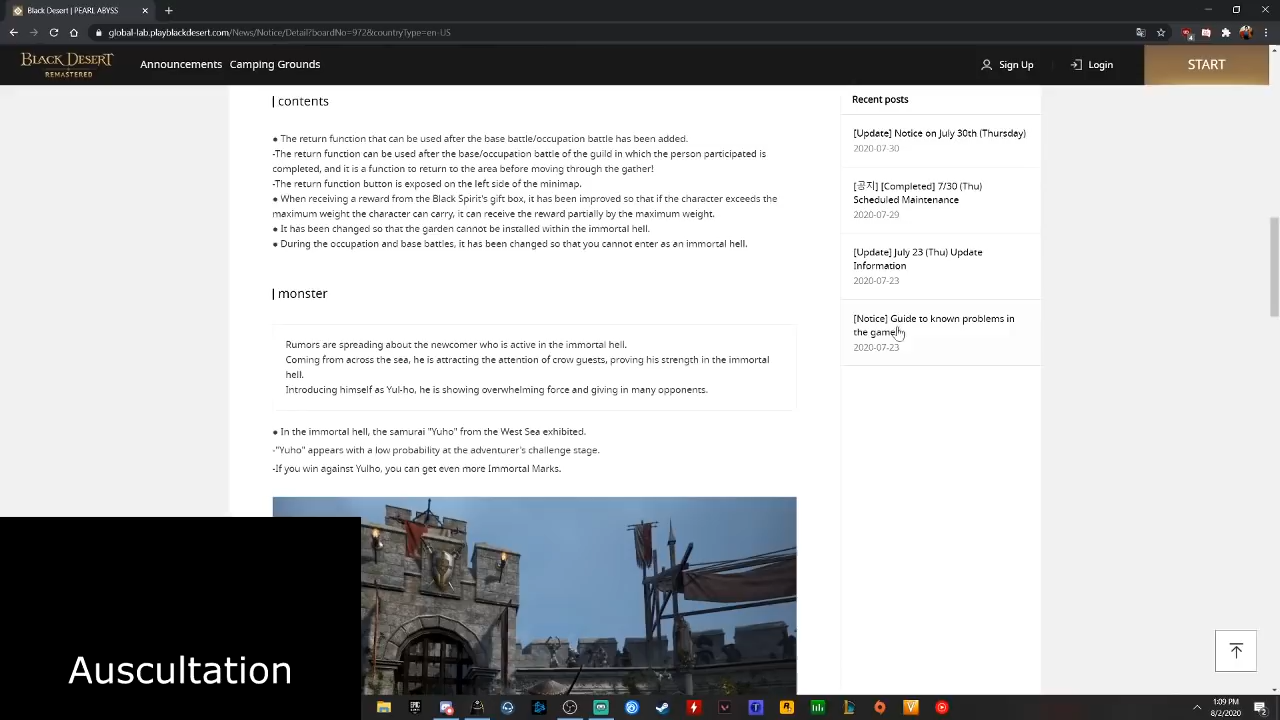 Black Desert | PEARL ABYSS
global-lab.playblackdesert.com/News/Notice/Detail?boardNo=972&countryType=en-US
BLACK DESERT
REMASTERED
Announcements Camping Grounds
Sign Up
Login
START
contents
● The return function that can be used after the base battle/occupation battle has been added.
-The return function can be used after the base/occupation battle of the guild in which the person participated is
completed, and it is a function to return to the area before moving through the gather!
-The return function button is exposed on the left side of the minimap.
● When receiving a reward from the Black Spirit's gift box, it has been improved so that if the character exceeds the
maximum weight the character can carry, it can receive the reward partially by the maximum weight.
● It has been changed so that the garden cannot be installed within the immortal hell.
● During the occupation and base battles, it has been changed so that you cannot enter as an immortal hell.
monster
Rumors are spreading about the newcomer who is active in the immortal hell.
Coming from across the sea, he is attracting the attention of crow guests, proving his strength in the immortal
hell.
Introducing himself as Yul-ho, he is showing overwhelming force and giving in many opponents.
● In the immortal hell, the samurai "Yuho" from the West Sea exhibited.
-"Yuho" appears with a low probability at the adventurer's challenge stage.
-If you win against Yulho, you can get even more Immortal Marks.
Recent posts
[Update] Notice on July 30th (Thursday)
2020-07-30
[공지] [Completed] 7/30 (Thu)
Scheduled Maintenance
2020-07-29
[Update] July 23 (Thu) Update
Information
2020-07-23
[Notice] Guide to known problems in
the game
2020-07-23
Auscultation
1:09 PM
8/2/2020